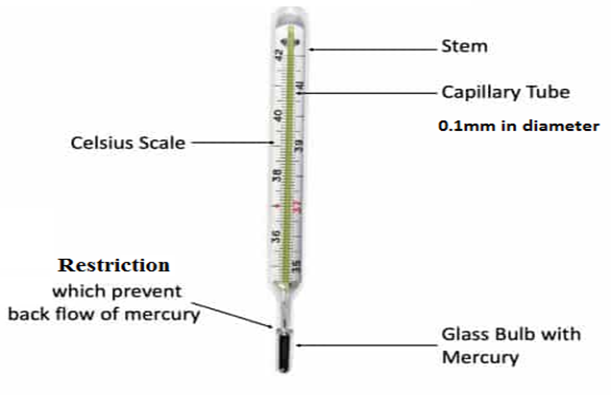 Stem
Capillary Tube
0.1mm in diameter
Celsius Scale
Restriction
which prevent
back flow of mercury
Glass Bulb with
Mercury
42
41
40
39
38
37
36
35